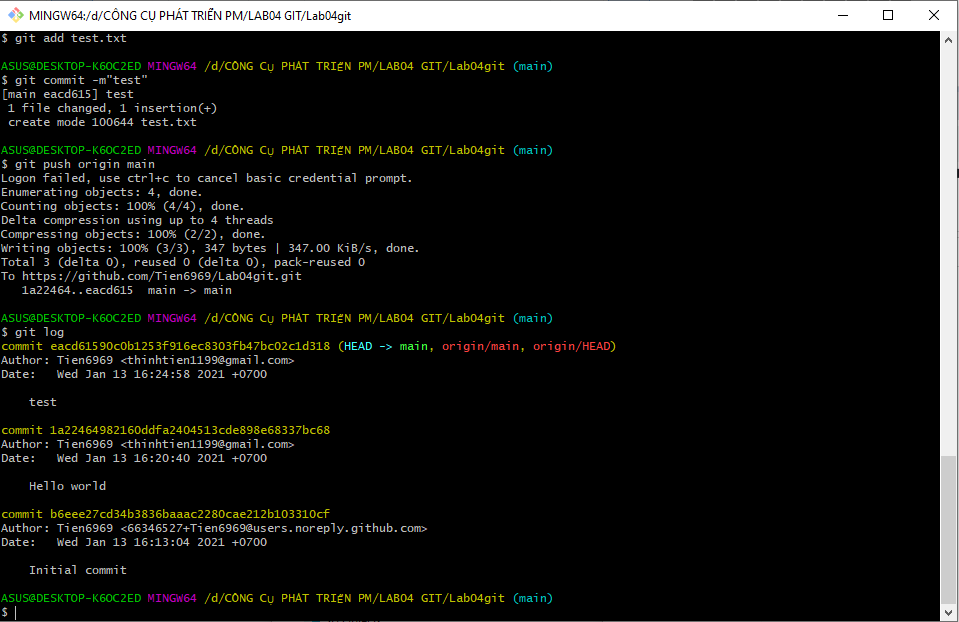 MINGW64:/d/CÔNG CỤ PHÁT TRIỂN PM/LAB04 GIT/Lab04git
$ git add test.txt
ASUS@DESKTOP-K6OC2ED MINGW64 /d/CÔNG CỤ PHÁT TRIỂN PM/LAB04 GIT/Lab04git (main)
$ git commit -m"test"
[main eacd615] test
1 file changed, 1 insertion(+)
create mode 100644 test.txt
ASUS@DESKTOP-K6OC2ED MINGW64 /d/CÔNG CỤ PHÁT TRIỂN PM/LAB04 GIT/Lab04git (main)
$ git push origin main
Logon failed, use ctrl+c to cancel basic credential prompt.
Enumerating objects: 4, done.
Counting objects: 100% (4/4), done.
Delta compression using up to 4 threads
Compressing objects: 100% (2/2), done.
Writing objects: 100% (3/3), 347 bytes | 347.00 KiB/s, done.
Total 3 (delta 0), reused 0 (delta 0), pack-reused 0
To https://github.com/Tien6969/Lab04git.git
1a22464..eacd615  main -> main
ASUS@DESKTOP-K6OC2ED MINGW64 /d/CÔNG CỤ PHÁT TRIỂN PM/LAB04 GIT/Lab04git (main)
$ git log
commit eacd61590c0b1253f916ec8303fb47bc02c1d318 (HEAD -> main, origin/main, origin/HEAD)
Author: Tien6969 <thinhtien1199@gmail.com>
Date:   Wed Jan 13 16:24:58 2021 +0700
test
commit 1a22464982160ddfa2404513cde898e68337bc68
Author: Tien6969 <thinhtien1199@gmail.com>
Date:   Wed Jan 13 16:20:40 2021 +0700
Hello world
commit b6eee27cd34b3836baaac2280cae212b103310cf
Author: Tien6969 <66346527+Tien6969@users.noreply.github.com>
Date:   Wed Jan 13 16:13:04 2021 +0700
Initial commit
ASUS@DESKTOP-K6OC2ED MINGW64 /d/CÔNG CỤ PHÁT TRIỂN PM/LAB04 GIT/Lab04git (main)
$